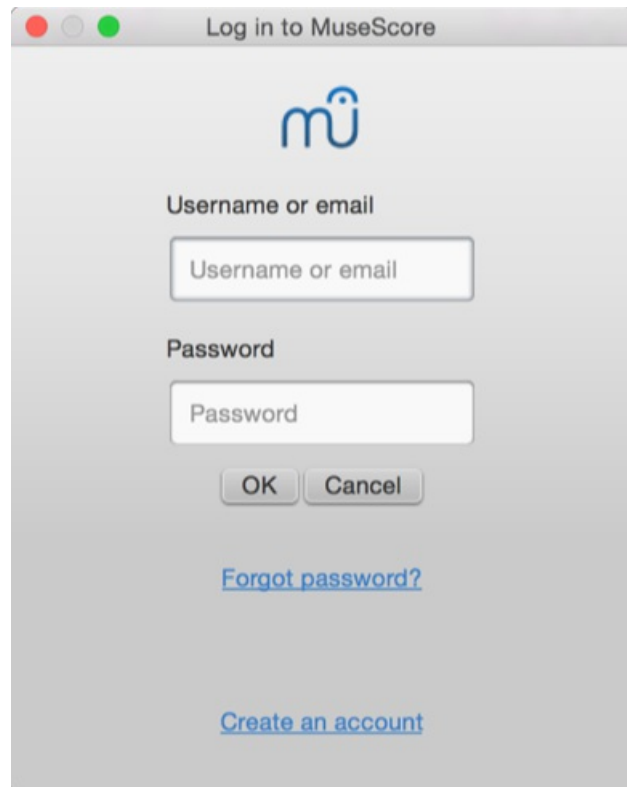 Log in to MuseScore
mu
Username or email
Username or email
Password
Password
OK Cancel
Forgot password?
Create an account